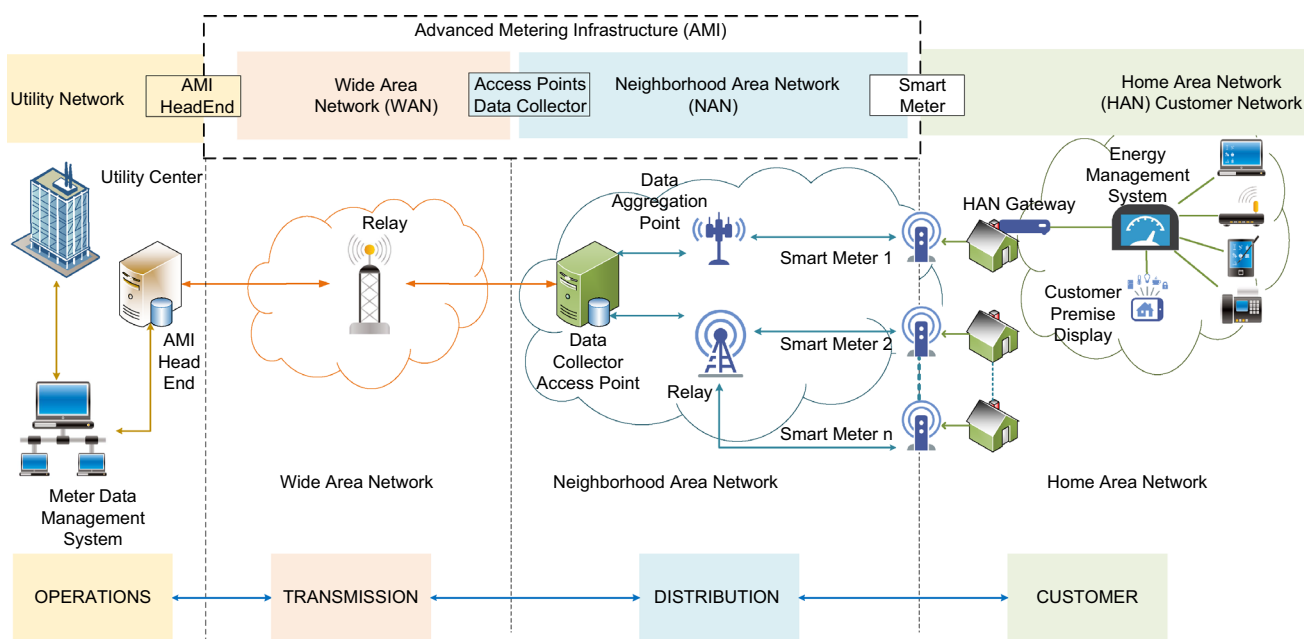 Advanced Metering Infrastructure (AMI)
Utility Network
AMI
HeadEnd
Wide Area
Network (WAN)
Access Points
Data Collector
Neighborhood Area Network
(NAN)
Smart
Meter
Home Area Network
(HAN) Customer Network
Utility Center
Relay
Data
Aggregation
Point
Smart Meter 1
HAN Gateway
Energy
Management
System
AMI
Head
End
Data
Collector
Access Point
Relay
Smart Meter 2
Customer
Premise
Display
Smart Meter n
Meter Data
Management
System
Wide Area Network
Neighborhood Area Network
Home Area Network
OPERATIONS
TRANSMISSION
DISTRIBUTION
CUSTOMER